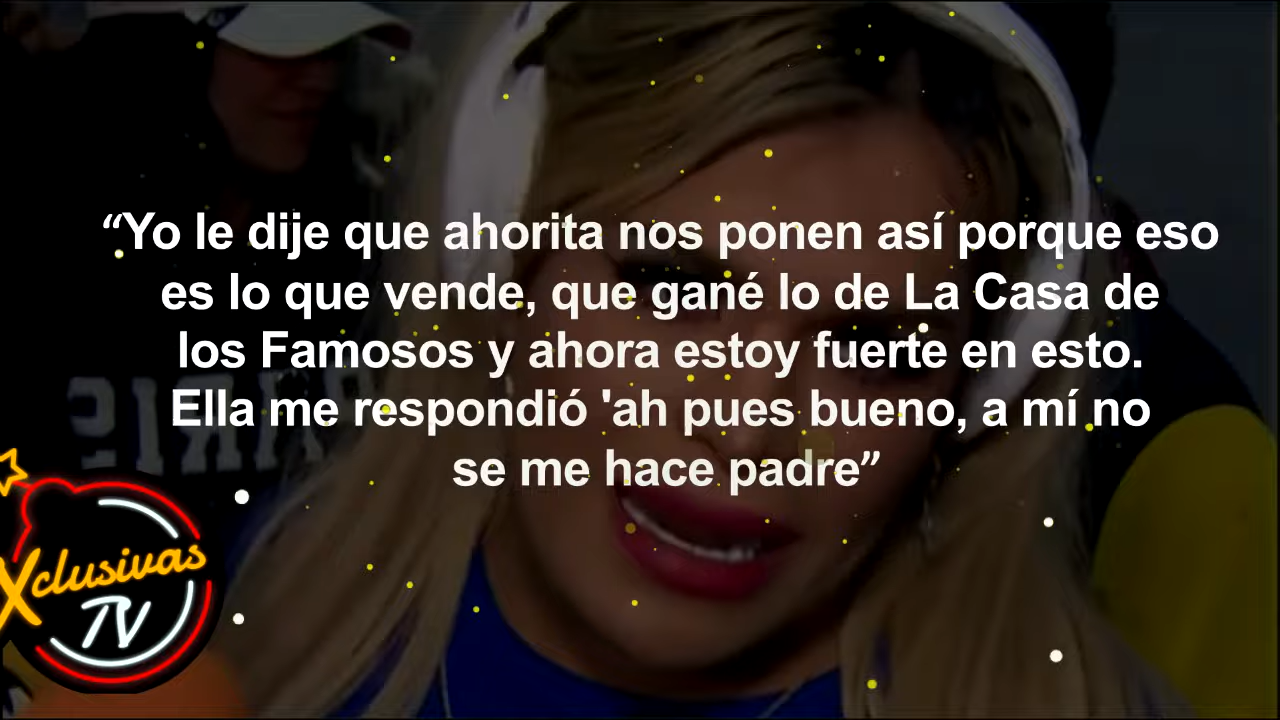 “Yo le dije que ahorita nos ponen así porque eso
es lo que vende, que gané lo de La Casa de
los Famosos y ahora estoy fuerte en esto.
Ella me respondió 'ah pues bueno, a mí no
se me hace padre”
Xclusivas
TV